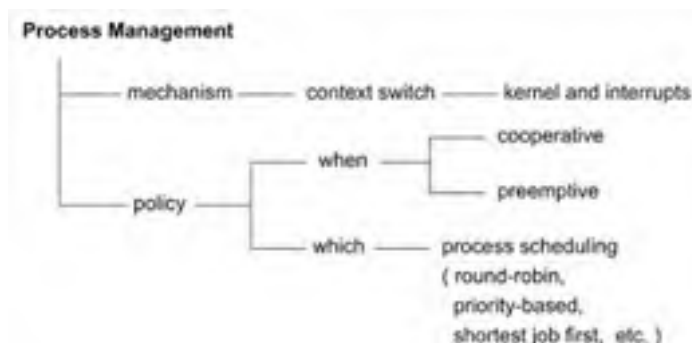 Process Management
mechanism context switch kernel and interrupts
cooperative
when
preemptive
policy
which process scheduling
( round-robin,
priority-based,
shortest job first, etc. )